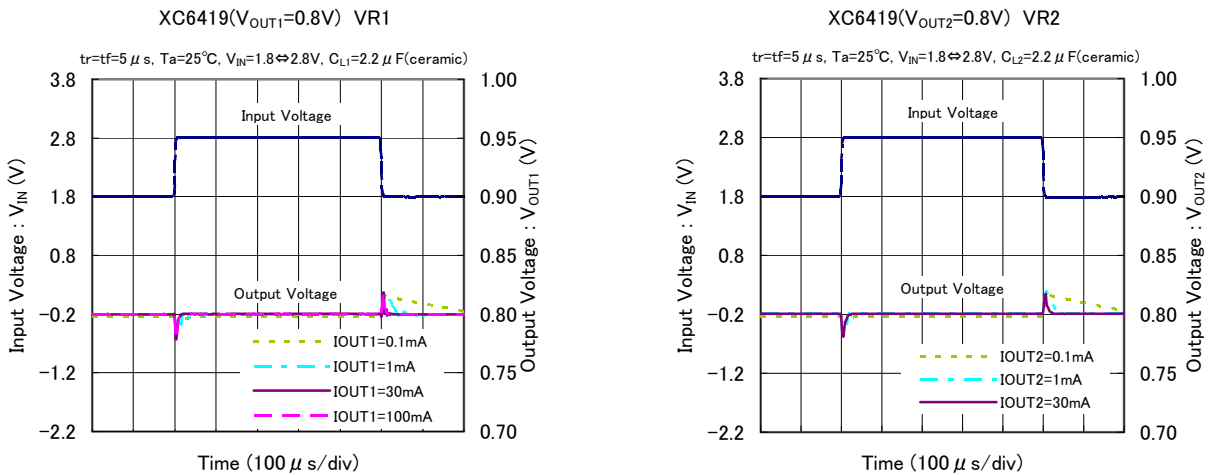 XC6419(VOUT1=0.8V) VR1
tr=tf=5μs, Ta=25℃, VIN=1.8⇔2.8V, CL1=2.2μF(ceramic)
3.8
2.8
1.8
0.8
-0.2
-1.2
-2.2
Input Voltage : VIN (V)
1.00
0.95
0.90
0.85
0.80
0.75
0.70
Output Voltage : VOUT1 (V)
Input Voltage
Output Voltage
IOUT1=0.1mA
IOUT1=1mA
IOUT1=30mA
IOUT1=100mA
Time (100μs/div)
XC6419(VOUT2=0.8V) VR2
tr=tf=5μs, Ta=25℃, VIN=1.8⇔2.8V, CL2=2.2μF(ceramic)
3.8
2.8
1.8
0.8
-0.2
-1.2
-2.2
Input Voltage : VIN (V)
1.00
0.95
0.90
0.85
0.80
0.75
0.70
Output Voltage : VOUT2 (V)
Input Voltage
Output Voltage
IOUT2=0.1mA
IOUT2=1mA
IOUT2=30mA
Time (100μs/div)